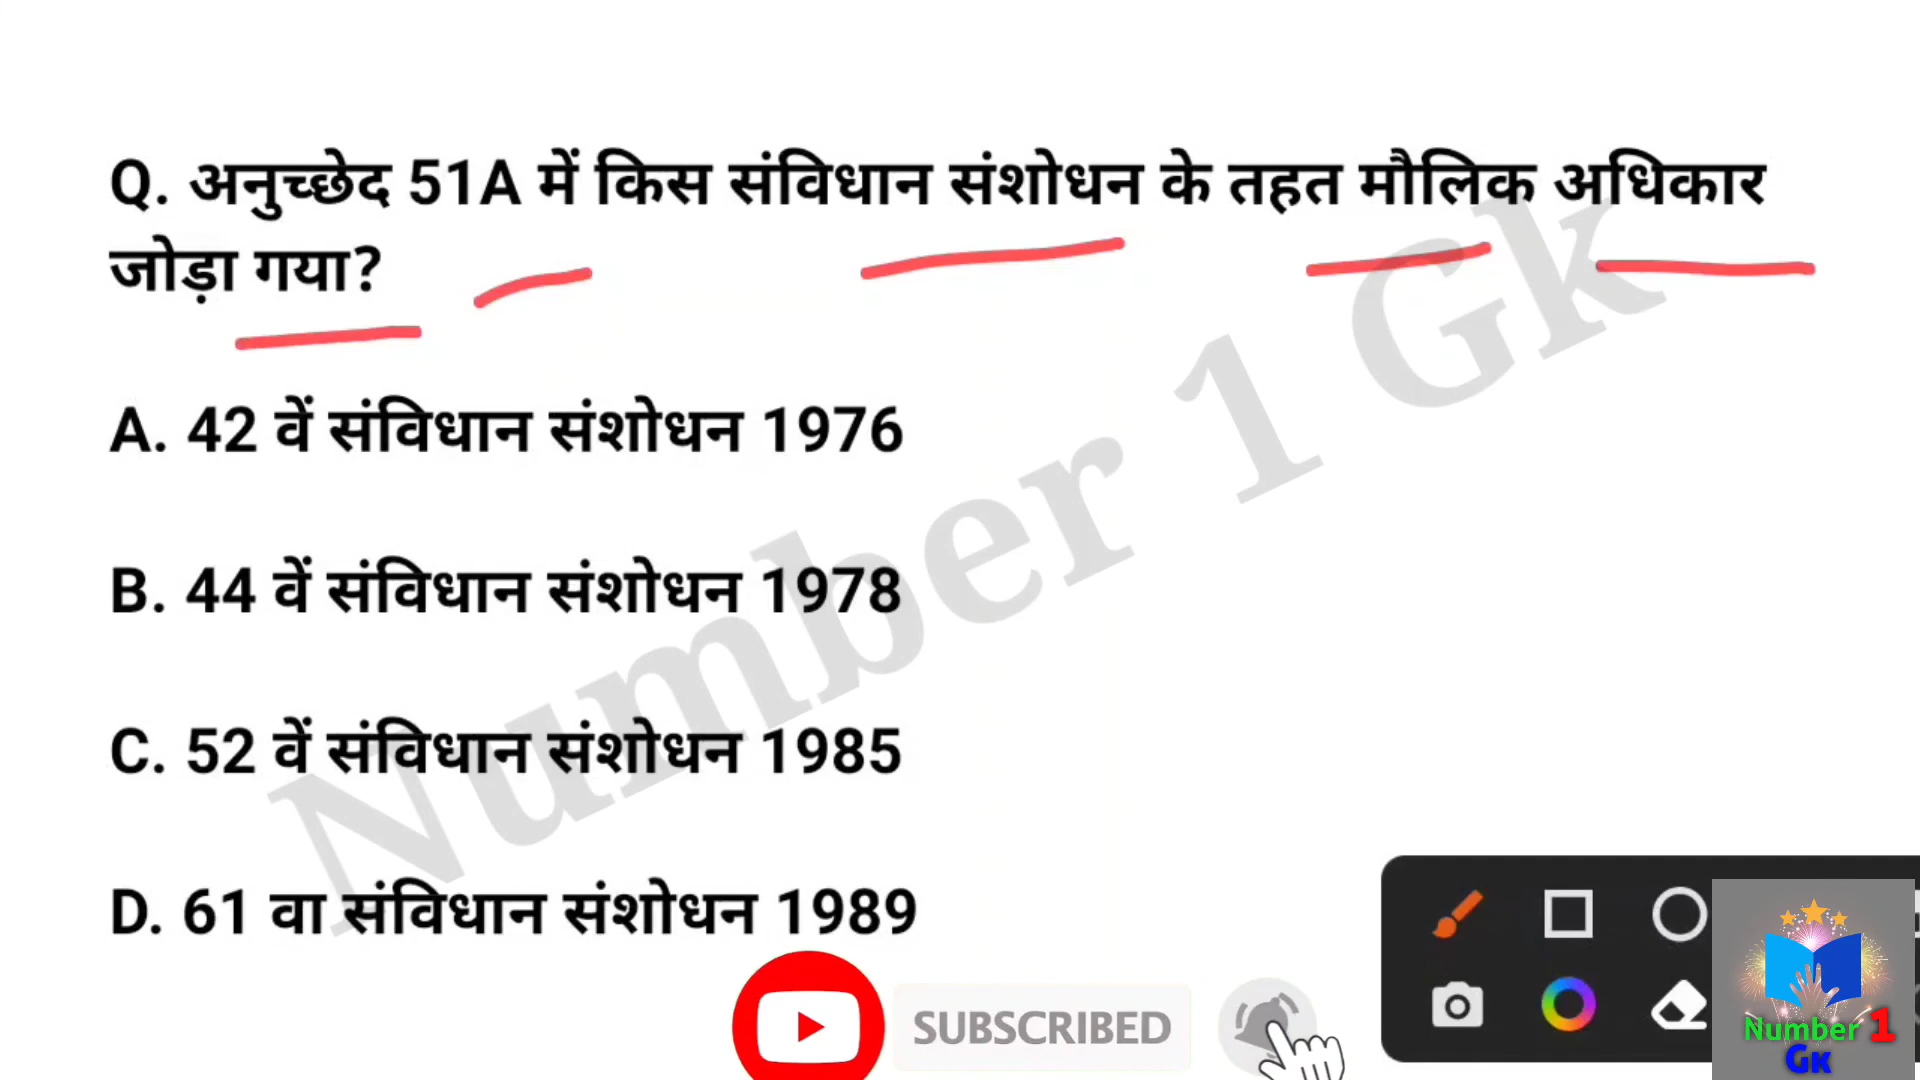 Q. अनुच्छेद 51A में किस संविधान संशोधन के तहत मौलिक अधिकार
जोड़ा गया?
A. 42 वें संविधान संशोधन 1976
B. 44 वें संविधान संशोधन 1978
C. 52 वें संविधान संशोधन 1985
D. 61 वा संविधान संशोधन 1989
Number 1 Gk
SUBSCRIBED
Number 1
GK